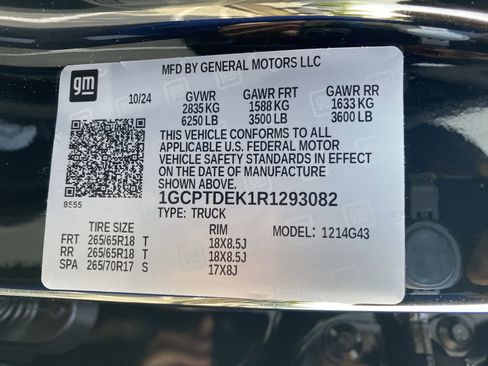 gm
MFD BY GENERAL MOTORS LLC
10/24 GVWR GAWR FRT GAWR RR
2835 KG 1588 KG 1633 KG
6250 LB 3500 LB 3600 LB
THIS VEHICLE CONFORMS TO ALL
APPLICABLE U.S. FEDERAL MOTOR
VEHICLE SAFETY STANDARDS IN EFFECT
ON THE DATE OF MANUFACTURE
SHOWN ABOVE.
8555
1GCPTDEK1R1293082
TYPE: TRUCK
TIRE SIZE RIM MODEL: 1214G43
FRT 265/65R18 T 18X8.5J
RR 265/65R18 T 18X8.5J
SPA 265/70R17 S 17X8J